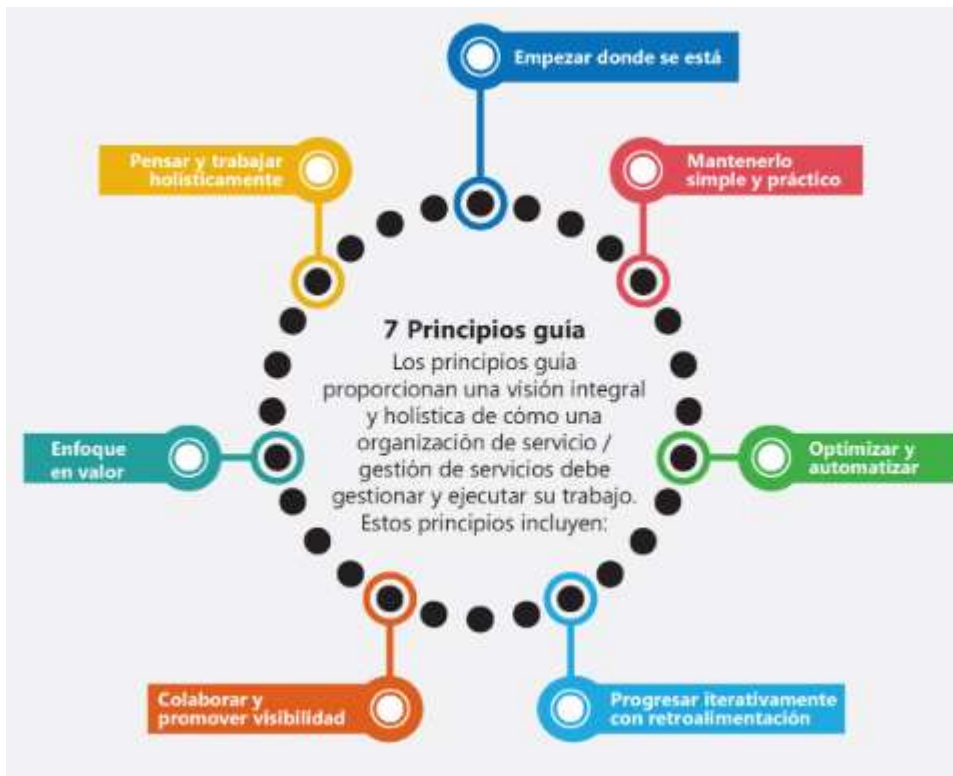 Empezar donde se está
Pensar y trabajar
holísticamente
Mantenerlo
simple y práctico
7 Principios guía
Los principios guía
proporcionan una visión integral
y holística de cómo una
organización de servicio /
gestión de servicios debe
gestionar y ejecutar su trabajo.
Estos principios incluyen:
Enfoque
en valor
Optimizar y
automatizar
Colaborar y
promover visibilidad
Progresar iterativamente
con retroalimentación